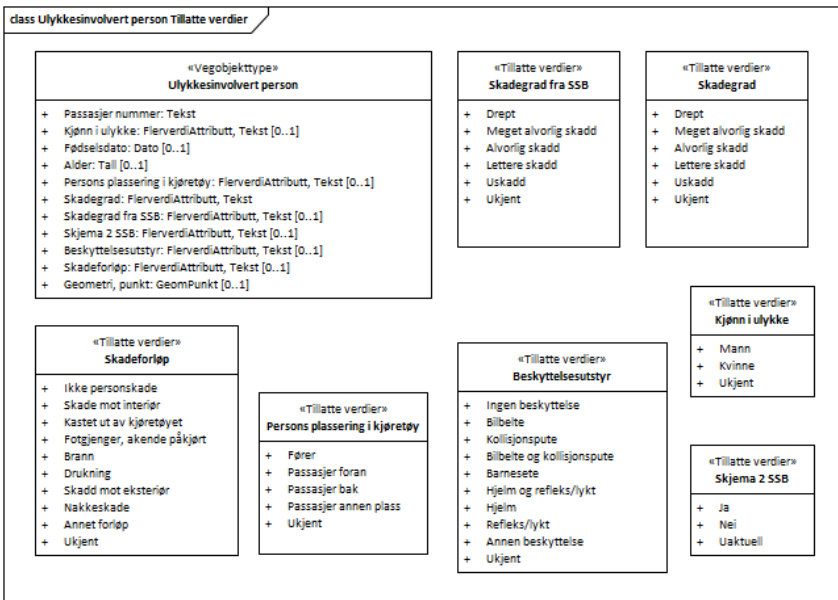 class Ulykkesinvolvert person Tillatte verdier
«Vegobjekttype»
Ulykkesinvolvert person
+ Passasjer nummer: Tekst
+ Kjønn i ulykke: FlerverdiAttributt, Tekst [0..1]
+ Fødselsdato: Dato [0..1]
+ Alder: Tall [0..1]
+ Persons plassering i kjøretøy: FlerverdiAttributt, Tekst [0..1]
+ Skadegrad: FlerverdiAttributt, Tekst
+ Skadegrad fra SSB: FlerverdiAttributt, Tekst [0..1]
+ Skjema 2 SSB: FlerverdiAttributt, Tekst [0..1]
+ Beskyttelsesutstyr: FlerverdiAttributt, Tekst [0..1]
+ Skadeforløp: FlerverdiAttributt, Tekst [0..1]
+ Geometri, punkt: GeomPunkt [0..1]
«Tillatte verdier»
Skadegrad fra SSB
+ Drept
+ Meget alvorlig skadd
+ Alvorlig skadd
+ Lettere skadd
+ Uskadd
+ Ukjent
«Tillatte verdier»
Skadegrad
+ Drept
+ Meget alvorlig skadd
+ Alvorlig skadd
+ Lettere skadd
+ Uskadd
+ Ukjent
«Tillatte verdier»
Skadeforløp
+ Ikke personskade
+ Skade mot interiør
+ Kastet ut av kjøretøyet
+ Fotgjenger, akende påkjørt
+ Brann
+ Drukning
+ Skadd mot eksteriør
+ Nakkeskade
+ Annet forløp
+ Ukjent
«Tillatte verdier»
Persons plassering i kjøretøy
+ Fører
+ Passasjer foran
+ Passasjer bak
+ Passasjer annen plass
+ Ukjent
«Tillatte verdier»
Beskyttelsesutstyr
+ Ingen beskyttelse
+ Bilbelte
+ Kollisjonspute
+ Bilbelte og kollisjonspute
+ Barnesete
+ Hjelm og refleks/lykt
+ Hjelm
+ Refleks/lykt
+ Annen beskyttelse
+ Ukjent
«Tillatte verdier»
Kjønn i ulykke
+ Mann
+ Kvinne
+ Ukjent
«Tillatte verdier»
Skjema 2 SSB
+ Ja
+ Nei
+ Uaktuell